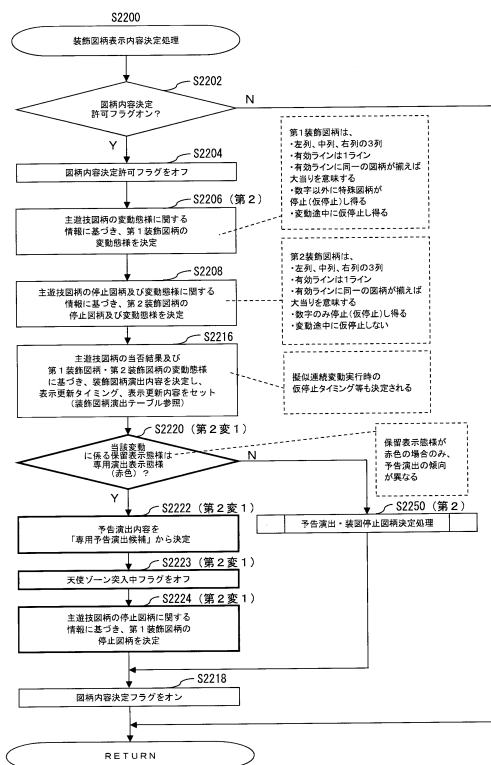 S2200
装飾図柄表示内容決定処理
S2202
図柄内容決定
許可フラグオン?
N
Y
S2204
図柄内容決定許可フラグをオフ
第1装飾図柄は、
・左列、中列、右列の3列
・有効ラインは1ライン
・有効ラインに同一の図柄が揃えば
大当りを意味する
・数字以外に特殊図柄が
停止(仮停止)し得る
・変動途中に仮停止し得る
S2206(第2)
主遊技図柄の変動態様に関する
情報に基づき、第1装飾図柄の
変動態様を決定
S2208
主遊技図柄の停止図柄及び変動態様に関する
情報に基づき、第2装飾図柄の
停止図柄及び変動態様を決定
第2装飾図柄は、
・左列、中列、右列の3列
・有効ラインは1ライン
・有効ラインに同一の図柄が揃えば
大当りを意味する
・数字のみ停止(仮停止)し得る
・変動途中に仮停止しない
S2216
主遊技図柄の当否結果及び
第1装飾図柄・第2装飾図柄の変動態様
に基づき、装飾図柄演出内容を決定し、
表示更新タイミング、表示更新内容をセット
(装飾図柄演出テーブル参照)
擬似連続変動実行時の
仮停止タイミング等も決定される
S2220(第2変1)
当該変動
に係る保留表示態様は
専用演出表示態様
(赤色)?
N
Y
保留表示態様が
赤色の場合のみ、
予告演出の傾向
が異なる
S2222(第2変1)
予告演出内容を
「専用予告演出候補」から決定
S2250(第2)
予告演出・装図停止図柄決定処理
S2223(第2変1)
天使ゾーン突入中フラグをオフ
S2224(第2変1)
主遊技図柄の停止図柄に関する
情報に基づき、第1装飾図柄の
停止図柄を決定
S2218
図柄内容決定フラグをオン
RETURN